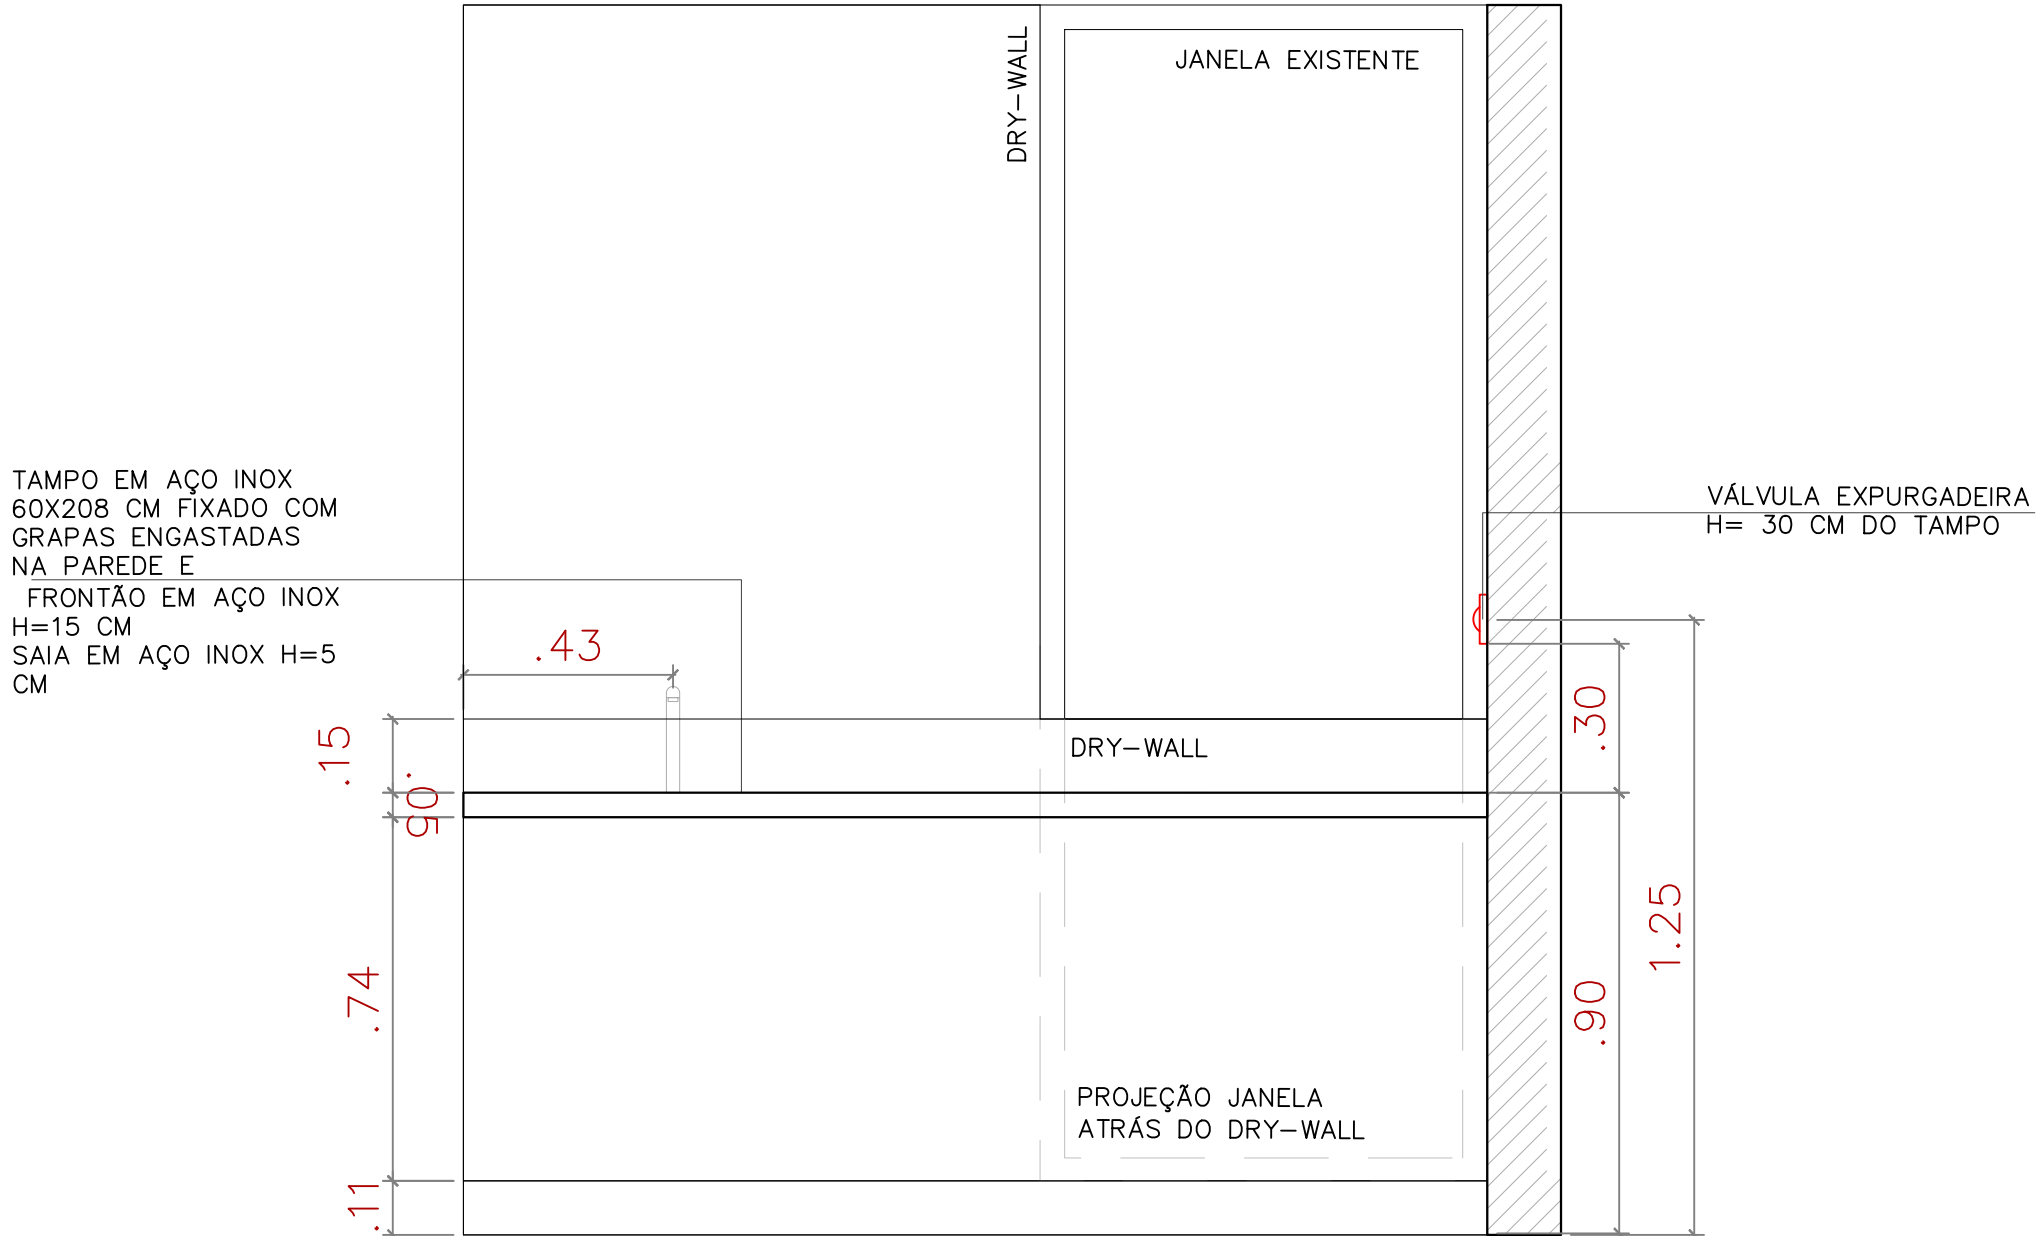 DRY-WALL
JANELA EXISTENTE
TAMPO EM AÇO INOX
60X208 CM FIXADO COM
GRAPAS ENGASTADAS
NA PAREDE E
FRONTÃO EM AÇO INOX
H=15 CM
SAIA EM AÇO INOX H=5
CM
VÁLVULA EXPURGADEIRA
H= 30 CM DO TAMPO
.43
.15
.05
.74
.11
DRY-WALL
.30
.90
1.25
PROJEÇÃO JANELA
ATRÁS DO DRY-WALL